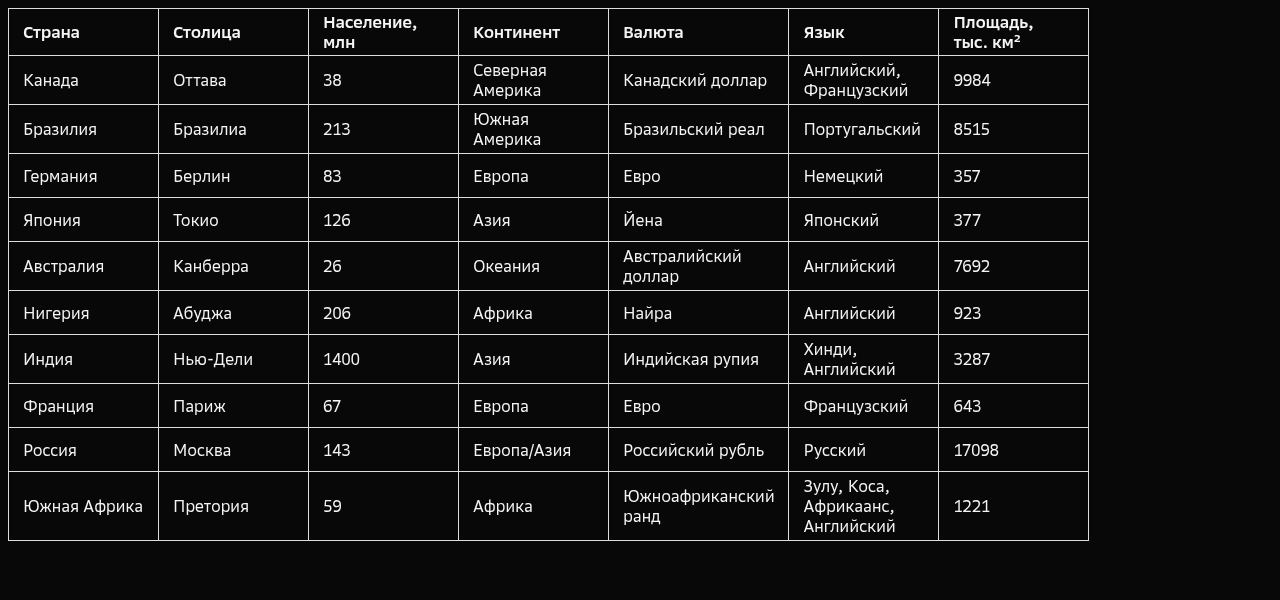 Страна Столица Население, млн Континент Валюта Язык Площадь, тыс. км²
Канада Оттава 38 Северная Америка Канадский доллар Английский, Французский 9984
Бразилия Бразилиа 213 Южная Америка Бразильский реал Португальский 8515
Германия Берлин 83 Европа Евро Немецкий 357
Япония Токио 126 Азия Йена Японский 377
Австралия Канберра 26 Океания Австралийский доллар Английский 7692
Нигерия Абуджа 206 Африка Найра Английский 923
Индия Нью-Дели 1400 Азия Индийская рупия Хинди, Английский 3287
Франция Париж 67 Европа Евро Французский 643
Россия Москва 143 Европа/Азия Российский рубль Русский 17098
Южная Африка Претория 59 Африка Южноафриканский ранд Зулу, Коса, Африкаанс, Английский 1221